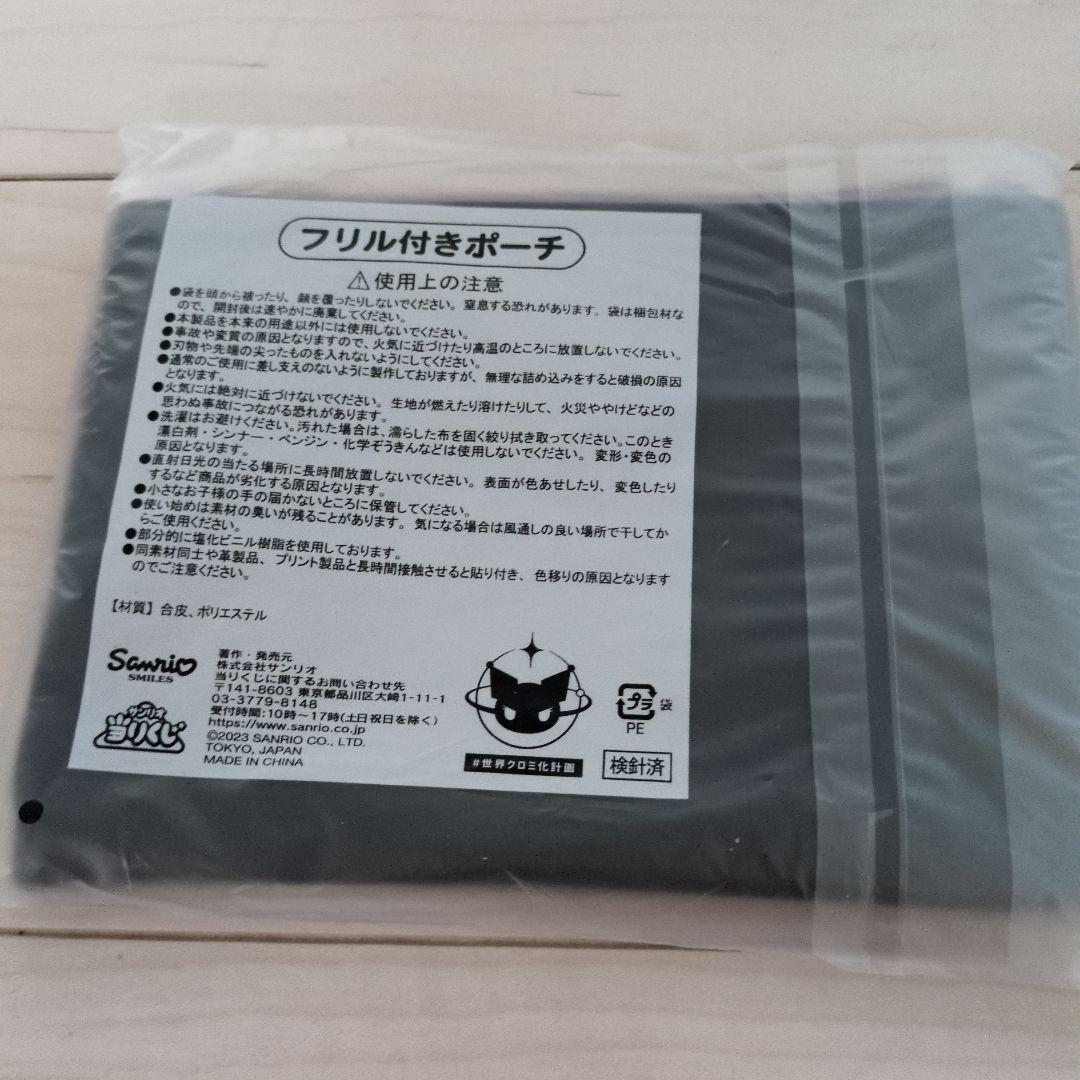 フリル付きポーチ
⚠使用上の注意
●袋を頭から被ったり、顔を覆ったりしないでください。窒息する恐れがあります。袋は梱包材な
ので、開封後は速やかに廃棄してください。
●本製品を本来の用途以外には使用しないでください。
●事故や変質の原因となりますので、火気に近づけたり高温のところに放置しないでください。
●刃物や先端の尖ったものを入れないようにしてください。
●通常のご使用に差し支えのないように製作しておりますが、無理な詰め込みをすると破損の原因
となります。
●火気には絶対に近づけないでください。生地が燃えたり溶けたりして、火災ややけどなどの
思わぬ事故につながる恐れがあります。
●洗濯はお避けください。汚れた場合は、濡らした布を固く絞り拭き取ってください。このとき
漂白剤・シンナー・ベンジン・化学ぞうきんなどは使用しないでください。変形・変色の
原因となります。
●直射日光の当たる場所に長時間放置しないでください。表面が色あせしたり、変色したり
するなど商品が劣化する原因となります。
●小さなお子様の手の届かないところに保管してください。
●使い始めは素材の臭いが残ることがあります。気になる場合は風通しの良い場所で干してか
らご使用ください。
●部分的に塩化ビニル樹脂を使用しております。
●同素材同士や革製品、プリント製品と長時間接触させると貼り付き、色移りの原因となります
のでご注意ください。
【材質】合皮、ポリエステル
Sanrio
SMILES
サンリオ
当りくじ
著作・発売元
株式会社サンリオ
当りくじに関するお問い合わせ先
〒141-8603 東京都品川区大崎1-11-1
03-3779-8148
受付時間:10時〜17時(土日祝日を除く)
https://www.sanrio.co.jp
©2023 SANRIO CO., LTD.
TOKYO, JAPAN
MADE IN CHINA
#世界クロミ化計画
プラ
袋
PE
検針済